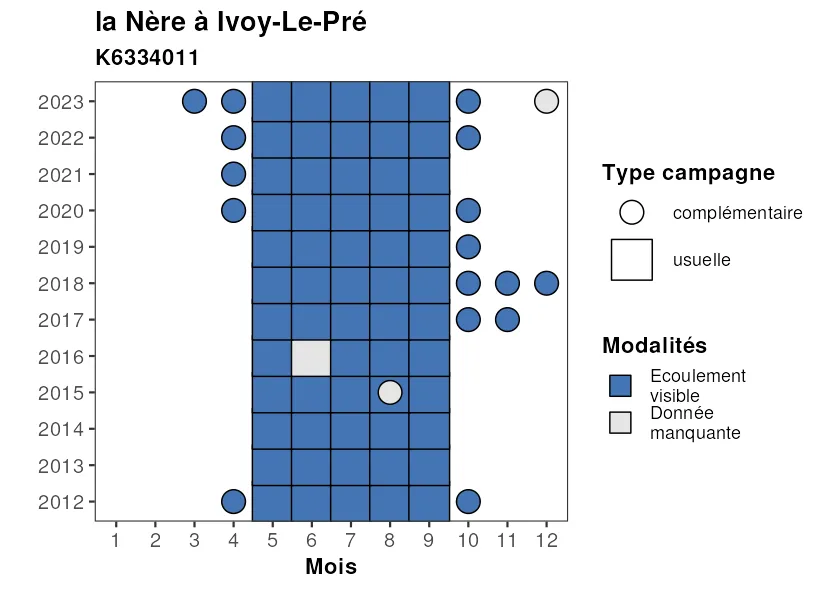 la Nère à Ivoy-Le-Pré
K6334011
2023
2022
2021
2020
2019
2018
2017
2016
2015
2014
2013
2012
1 2 3 4 5 6 7 8 9 10 11 12
Mois
Type campagne
complémentaire
usuelle
Modalités
Ecoulement
visible
Donnée
manquante